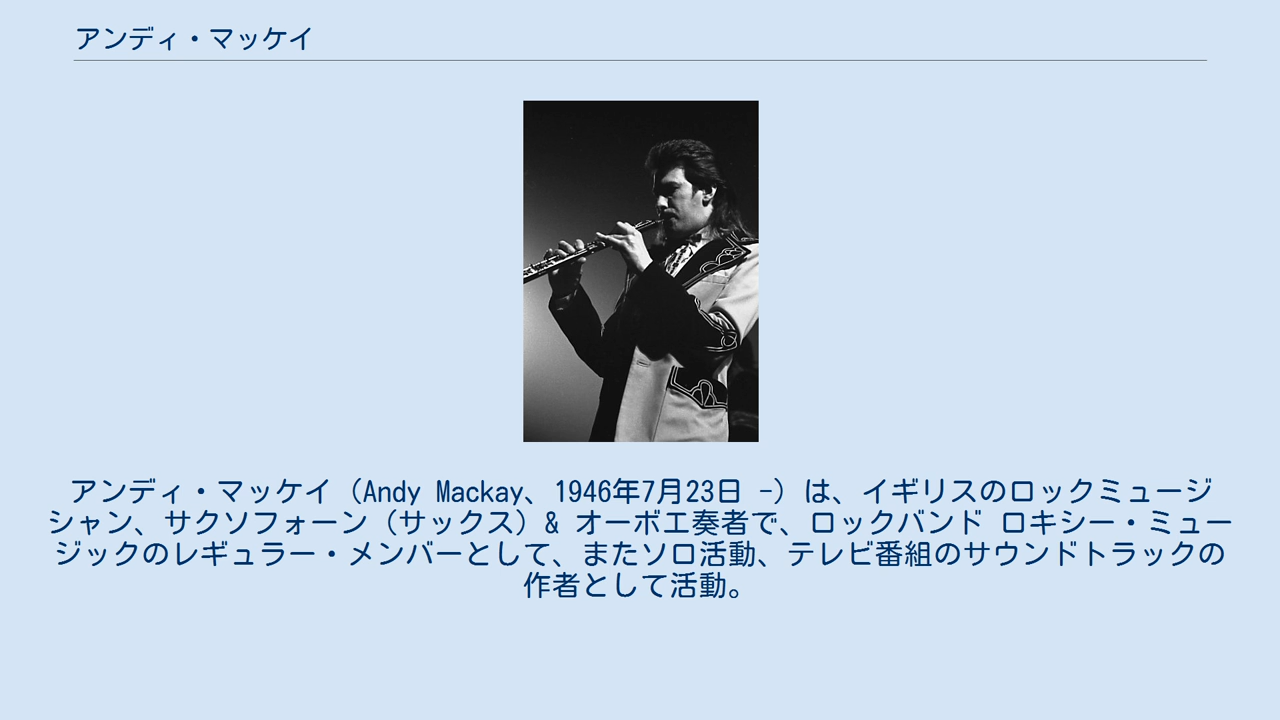 アンディ・マッケイ
アンディ・マッケイ（Andy Mackay、1946年7月23日 -）は、イギリスのロックミュージ
シャン、サクソフォーン（サックス）& オーボエ奏者で、ロックバンド ロキシー・ミュー
ジックのレギュラー・メンバーとして、またソロ活動、テレビ番組のサウンドトラックの
作者として活動。